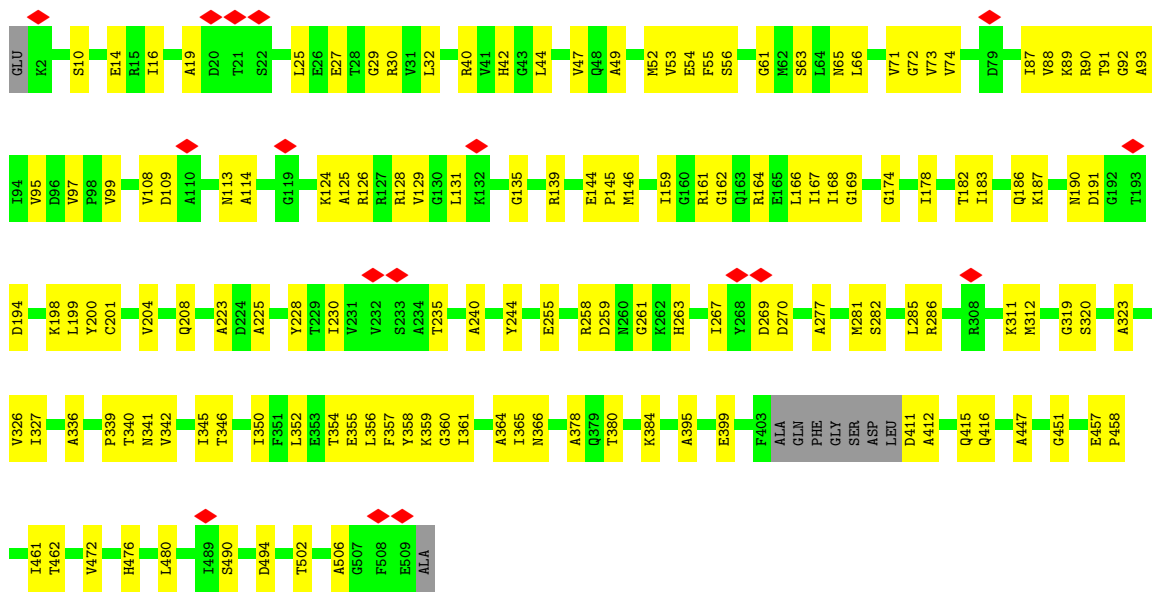 GLU K2 S10 E14 R15 I16 A19 D20 T21 S22 L25 E26 E27 T28 G29 R30 V31 L32 R40 V41 H42 G43 L44 V47 Q48 A49 M52 V53 E54 F55 S56 G61 M62 S63 L64 N65 L66 V71 G72 V73 V74 D79 I87 V88 K89 R90 T91 G92 A93
I94 V95 D96 V97 P98 V99 V108 D109 A110 N113 A114 G119 K124 A125 R126 R127 R128 V129 G130 L131 K132 G135 R139 E144 P145 M146 I159 G160 R161 G162 Q163 R164 E165 L166 I167 I168 G169 G174 I178 T182 I183 Q186 K187 N190 D191 G192 T193
D194 K198 L199 Y200 C201 V204 Q208 A223 D224 A225 Y228 T229 I230 V231 V232 S233 A234 T235 A240 Y244 E255 R258 D259 N260 G261 K262 H263 I267 Y268 D269 D270 A277 M281 S282 L285 R286 R308 K311 M312 G319 S320 A323
V326 I327 A336 P339 T340 N341 V342 I345 T346 I350 F351 L352 E353 T354 E355 L356 F357 Y358 K359 G360 I361 A364 I365 N366 A378 Q379 T380 K384 A395 E399 F403 ALA GLN PHE GLY SER ASP LEU D411 A412 Q415 Q416 A447 G451 E457 P458
I461 T462 V472 H476 L480 I489 S490 D494 T502 A506 G507 F508 E509 ALA